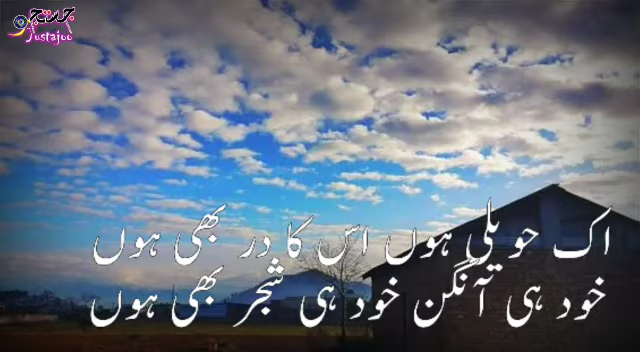 جستجو
Justajoo
اک حویلی ہوں اس کا در بھی ہوں
خود ہی آنگن خود ہی شجر بھی ہوں